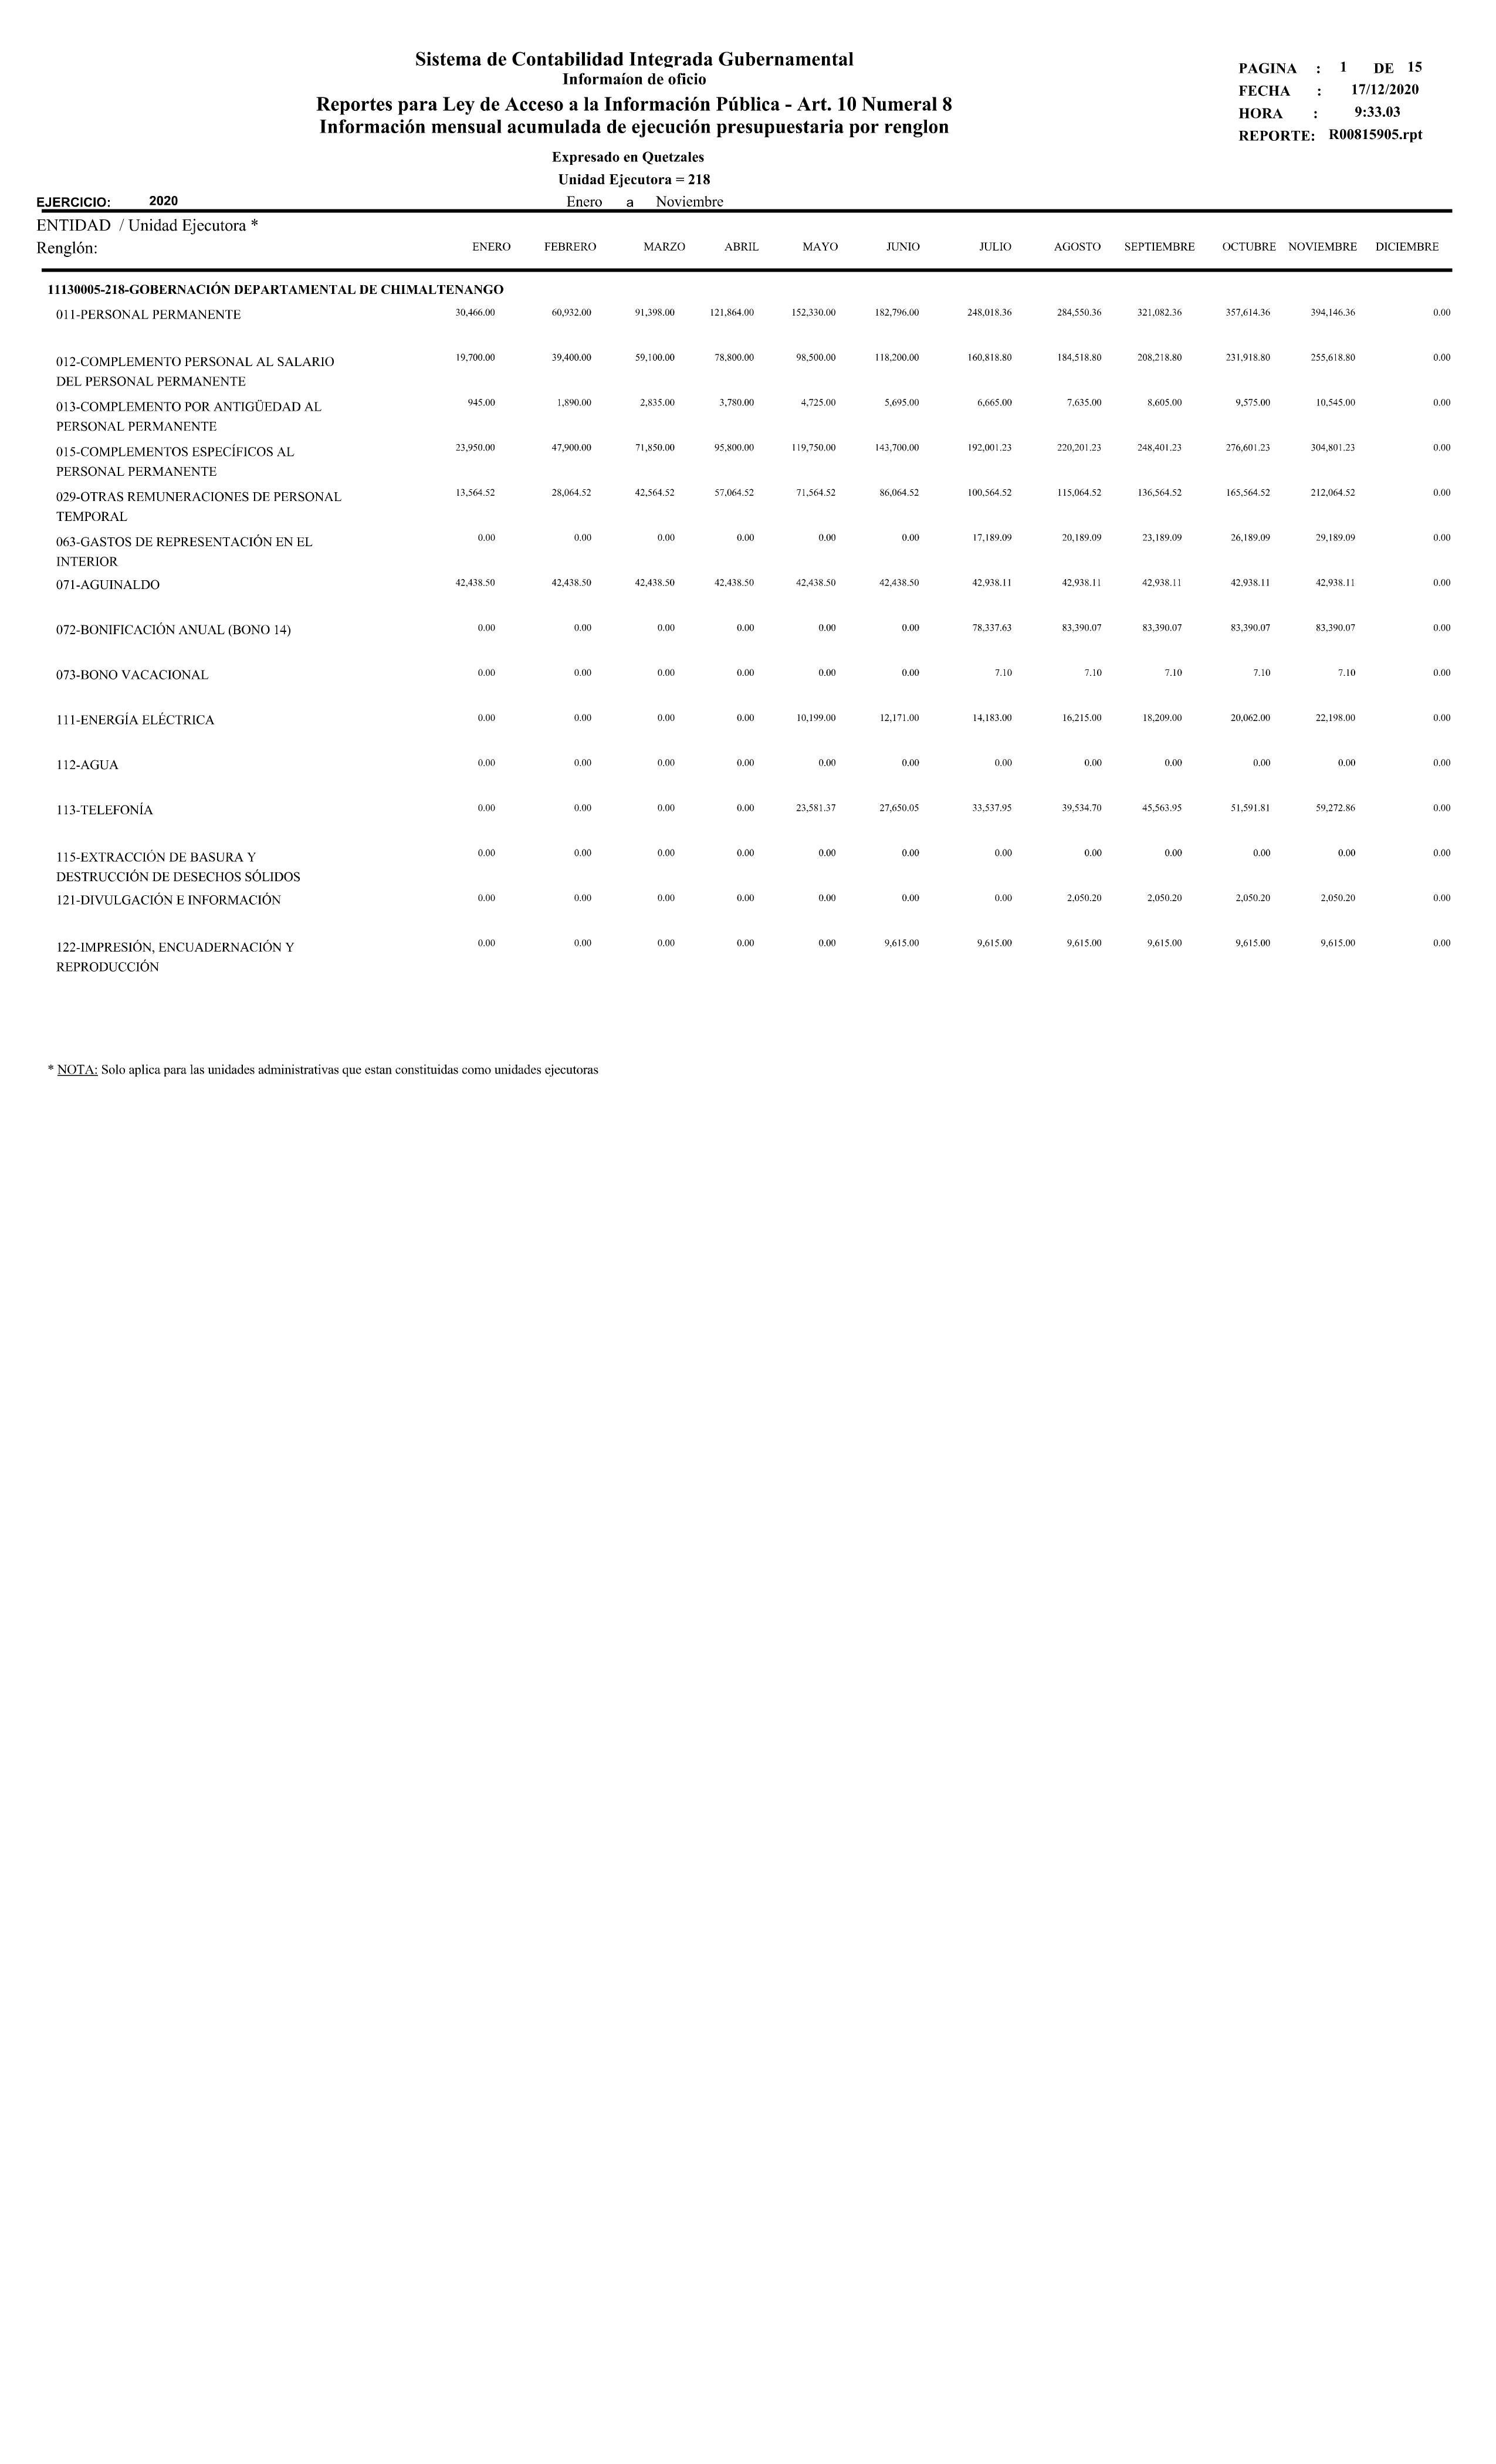 Sistema de Contabilidad Integrada Gubernamental
Informaíon de oficio
Reportes para Ley de Acceso a la Información Pública - Art. 10 Numeral 8
Información mensual acumulada de ejecución presupuestaria por renglon
PAGINA : 1 DE 15
FECHA : 17/12/2020
HORA : 9:33.03
REPORTE: R00815905.rpt
Expresado en Quetzales
Unidad Ejecutora = 218
EJERCICIO: 2020 Enero a Noviembre
ENTIDAD / Unidad Ejecutora *
Renglón: ENERO FEBRERO MARZO ABRIL MAYO JUNIO JULIO AGOSTO SEPTIEMBRE OCTUBRE NOVIEMBRE DICIEMBRE
11130005-218-GOBERNACIÓN DEPARTAMENTAL DE CHIMALTENANGO
011-PERSONAL PERMANENTE 30,466.00 60,932.00 91,398.00 121,864.00 152,330.00 182,796.00 248,018.36 284,550.36 321,082.36 357,614.36 394,146.36 0.00
012-COMPLEMENTO PERSONAL AL SALARIO 19,700.00 39,400.00 59,100.00 78,800.00 98,500.00 118,200.00 160,818.80 184,518.80 208,218.80 231,918.80 255,618.80 0.00
DEL PERSONAL PERMANENTE
013-COMPLEMENTO POR ANTIGÜEDAD AL 945.00 1,890.00 2,835.00 3,780.00 4,725.00 5,695.00 6,665.00 7,635.00 8,605.00 9,575.00 10,545.00 0.00
PERSONAL PERMANENTE
015-COMPLEMENTOS ESPECÍFICOS AL 23,950.00 47,900.00 71,850.00 95,800.00 119,750.00 143,700.00 192,001.23 220,201.23 248,401.23 276,601.23 304,801.23 0.00
PERSONAL PERMANENTE
029-OTRAS REMUNERACIONES DE PERSONAL 13,564.52 28,064.52 42,564.52 57,064.52 71,564.52 86,064.52 100,564.52 115,064.52 136,564.52 165,564.52 212,064.52 0.00
TEMPORAL
063-GASTOS DE REPRESENTACIÓN EN EL 0.00 0.00 0.00 0.00 0.00 0.00 17,189.09 20,189.09 23,189.09 26,189.09 29,189.09 0.00
INTERIOR
071-AGUINALDO 42,438.50 42,438.50 42,438.50 42,438.50 42,438.50 42,438.50 42,938.11 42,938.11 42,938.11 42,938.11 42,938.11 0.00
072-BONIFICACIÓN ANUAL (BONO 14) 0.00 0.00 0.00 0.00 0.00 0.00 78,337.63 83,390.07 83,390.07 83,390.07 83,390.07 0.00
073-BONO VACACIONAL 0.00 0.00 0.00 0.00 0.00 0.00 7.10 7.10 7.10 7.10 7.10 0.00
111-ENERGÍA ELÉCTRICA 0.00 0.00 0.00 0.00 10,199.00 12,171.00 14,183.00 16,215.00 18,209.00 20,062.00 22,198.00 0.00
112-AGUA 0.00 0.00 0.00 0.00 0.00 0.00 0.00 0.00 0.00 0.00 0.00 0.00
113-TELEFONÍA 0.00 0.00 0.00 0.00 23,581.37 27,650.05 33,537.95 39,534.70 45,563.95 51,591.81 59,272.86 0.00
115-EXTRACCIÓN DE BASURA Y 0.00 0.00 0.00 0.00 0.00 0.00 0.00 0.00 0.00 0.00 0.00 0.00
DESTRUCCIÓN DE DESECHOS SÓLIDOS
121-DIVULGACIÓN E INFORMACIÓN 0.00 0.00 0.00 0.00 0.00 0.00 0.00 2,050.20 2,050.20 2,050.20 2,050.20 0.00
122-IMPRESIÓN, ENCUADERNACIÓN Y 0.00 0.00 0.00 0.00 0.00 9,615.00 9,615.00 9,615.00 9,615.00 9,615.00 9,615.00 0.00
REPRODUCCIÓN
* NOTA: Solo aplica para las unidades administrativas que estan constituidas como unidades ejecutoras